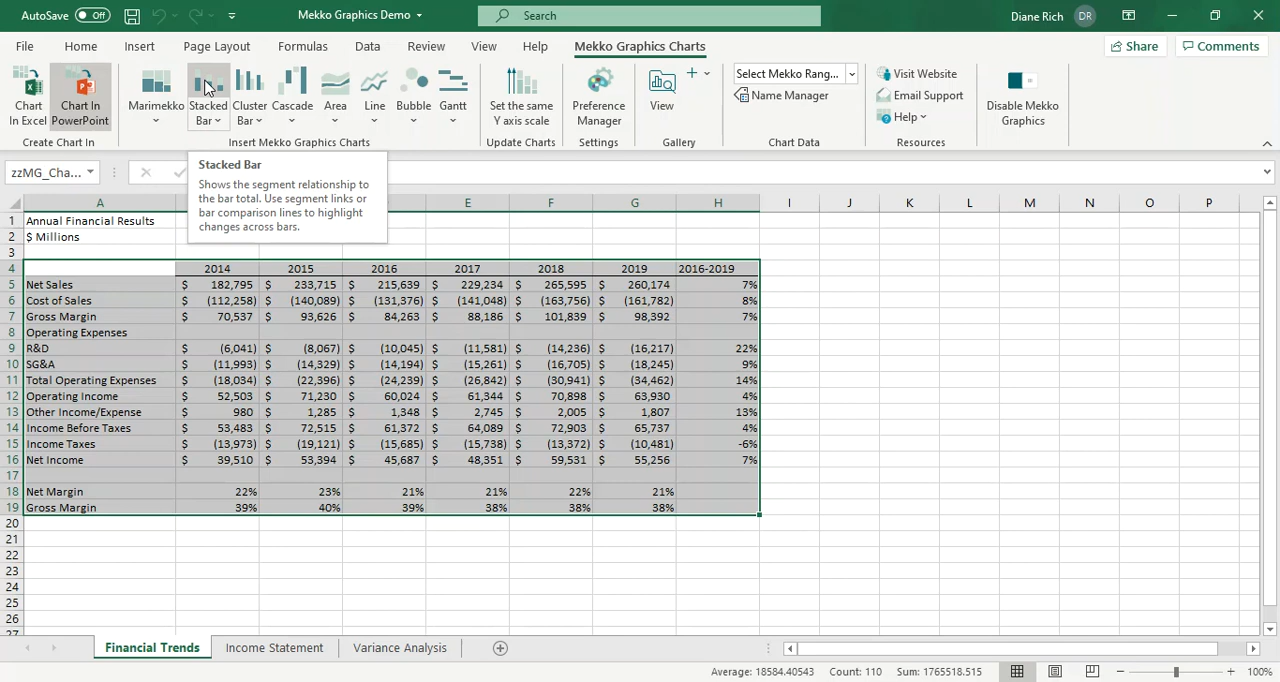 AutoSave Off Mekko Graphics Demo Search Diane Rich DR
File Home Insert Page Layout Formulas Data Review View Help Mekko Graphics Charts Share Comments
Chart In Excel
Chart In PowerPoint
Marimekko
Stacked Bar
Cluster Bar
Cascade
Area
Line
Bubble
Gantt
Set the same Y axis scale
Preference Manager
View
Select Mekko Rang...
Name Manager
Visit Website
Email Support
Help
Disable Mekko Graphics
Create Chart In Insert Mekko Graphics Charts Update Charts Settings Gallery Chart Data Resources
zzMG_Cha...
Stacked Bar
Shows the segment relationship to
the bar total. Use segment links or
bar comparison lines to highlight
changes across bars.
A E F G H I J K L M N O P
1 Annual Financial Results
2 $ Millions
3
4 2014 2015 2016 2017 2018 2019 2016-2019
5 Net Sales $ 182,795 $ 233,715 $ 215,639 $ 229,234 $ 265,595 $ 260,174 7%
6 Cost of Sales $ (112,258) $ (140,089) $ (131,376) $ (141,048) $ (163,756) $ (161,782) 8%
7 Gross Margin $ 70,537 $ 93,626 $ 84,263 $ 88,186 $ 101,839 $ 98,392 7%
8 Operating Expenses
9 R&D $ (6,041) $ (8,067) $ (10,045) $ (11,581) $ (14,236) $ (16,217) 22%
10 SG&A $ (11,993) $ (14,329) $ (14,194) $ (15,261) $ (16,705) $ (18,245) 9%
11 Total Operating Expenses $ (18,034) $ (22,396) $ (24,239) $ (26,842) $ (30,941) $ (34,462) 14%
12 Operating Income $ 52,503 $ 71,230 $ 60,024 $ 61,344 $ 70,898 $ 63,930 4%
13 Other Income/Expense $ 980 $ 1,285 $ 1,348 $ 2,745 $ 2,005 $ 1,807 13%
14 Income Before Taxes $ 53,483 $ 72,515 $ 61,372 $ 64,089 $ 72,903 $ 65,737 4%
15 Income Taxes $ (13,973) $ (19,121) $ (15,685) $ (15,738) $ (13,372) $ (10,481) -6%
16 Net Income $ 39,510 $ 53,394 $ 45,687 $ 48,351 $ 59,531 $ 55,256 7%
17
18 Net Margin 22% 23% 21% 21% 22% 21%
19 Gross Margin 39% 40% 39% 38% 38% 38%
20
21
22
23
24
25
26
27
Financial Trends Income Statement Variance Analysis
Average: 18584.40543 Count: 110 Sum: 1765518.515 100%